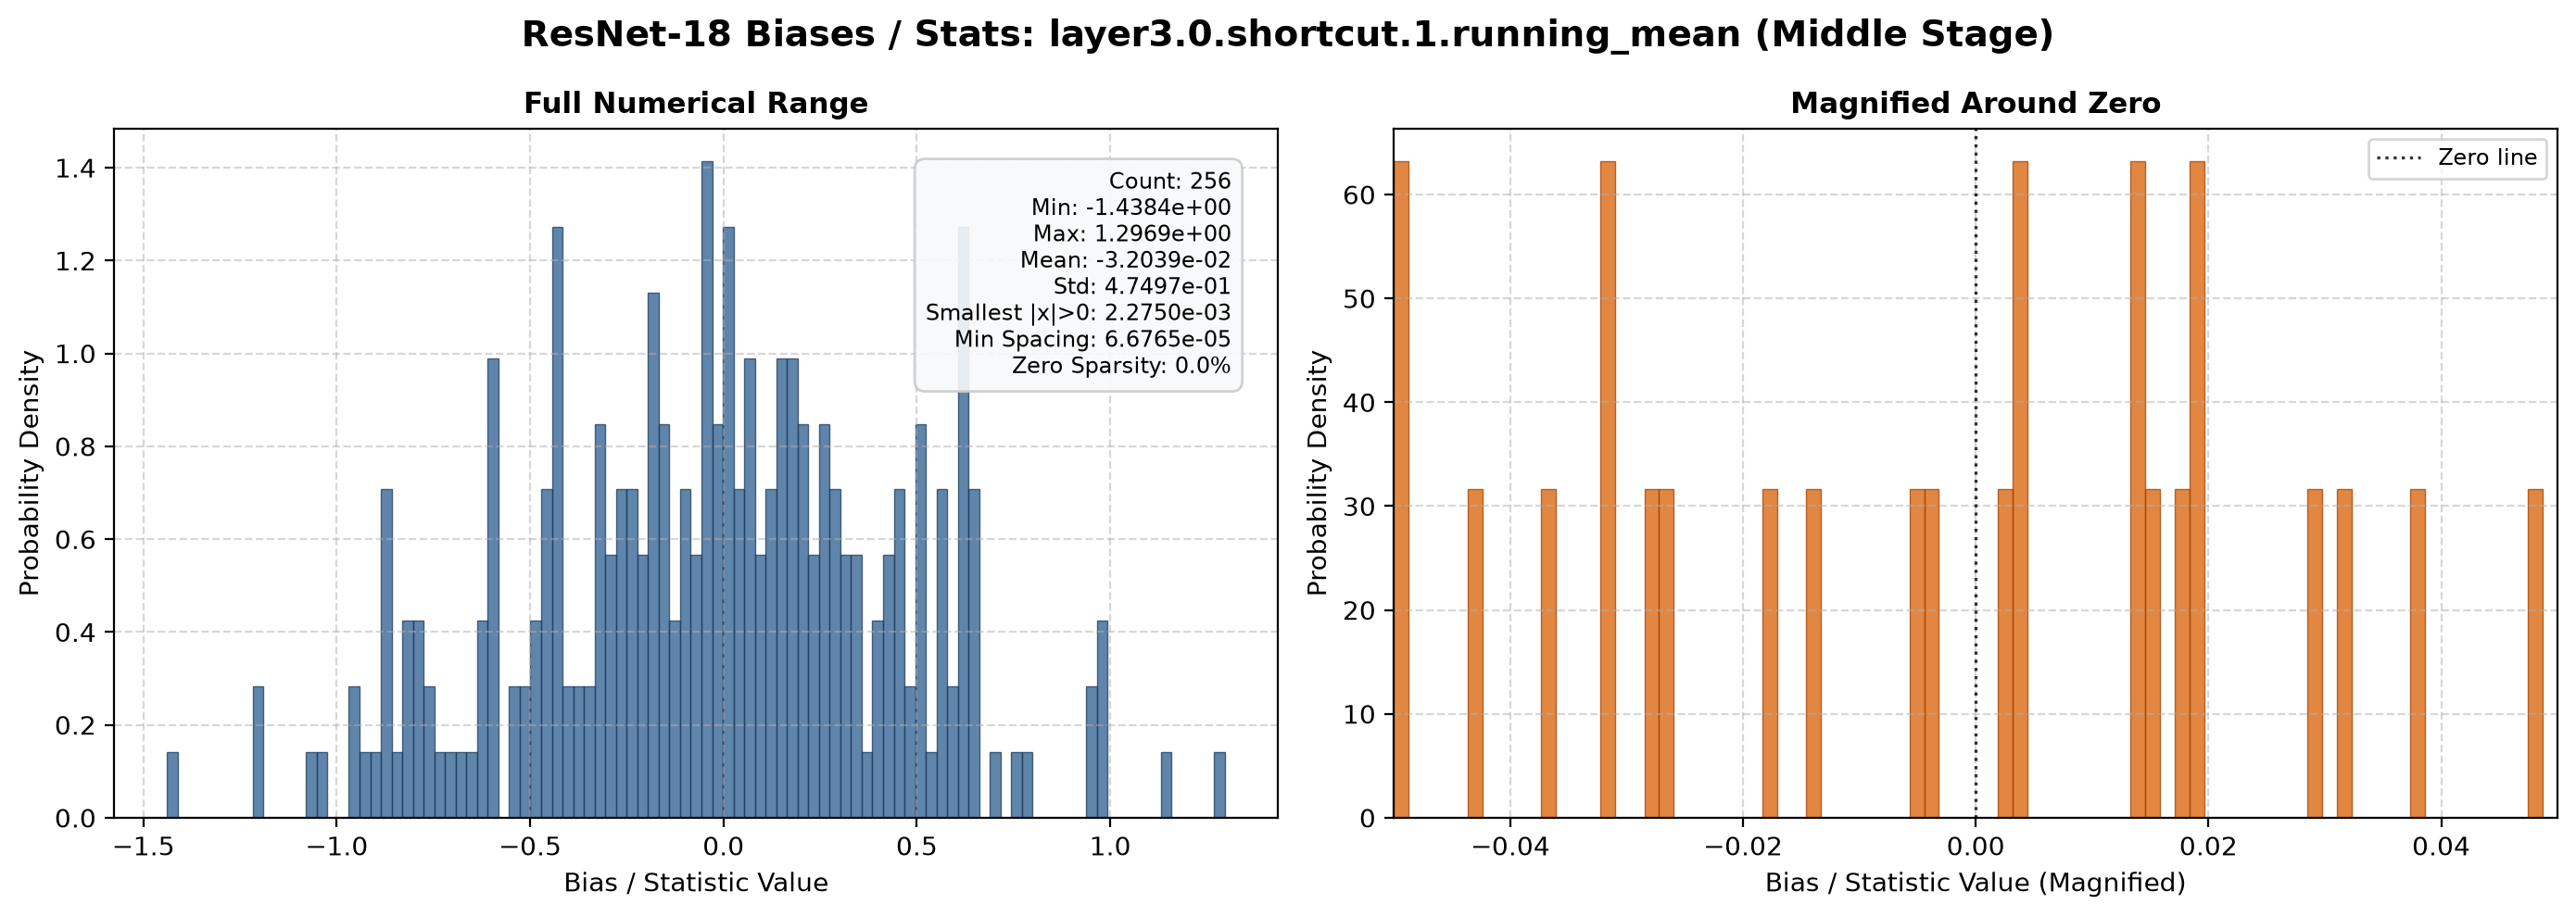 ResNet-18 Biases / Stats: layer3.0.shortcut.1.running_mean (Middle Stage)
Full Numerical Range
Probability Density
1.4
1.2
1.0
0.8
0.6
0.4
0.2
0.0
Count: 256
Min: -1.4384e+00
Max: 1.2969e+00
Mean: -3.2039e-02
Std: 4.7497e-01
Smallest |x|>0: 2.2750e-03
Min Spacing: 6.6765e-05
Zero Sparsity: 0.0%
−1.5 −1.0 −0.5 0.0 0.5 1.0
Bias / Statistic Value
Magnified Around Zero
Probability Density
60
50
40
30
20
10
0
Zero line
−0.04 −0.02 0.00 0.02 0.04
Bias / Statistic Value (Magnified)